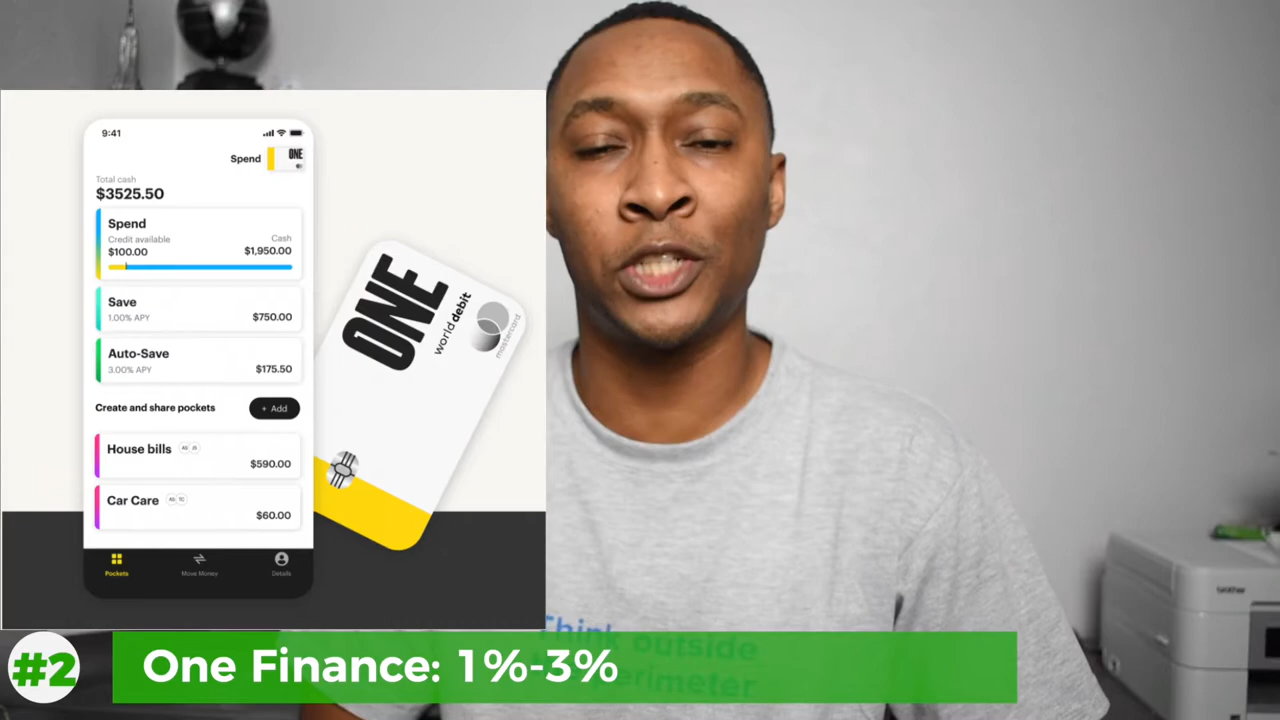 9:41
Spend
ONE
Total cash
$3525.50
Spend
Credit available
Cash
$100.00
$1,950.00
Save
1.00% APY
$750.00
Auto-Save
3.00% APY
$175.50
Create and share pockets
+ Add
House bills
$590.00
Car Care
$60.00
Pockets
Move Money
Details
ONE
world debit
mastercard
Think outside
perimeter
brother
#2
One Finance: 1%-3%